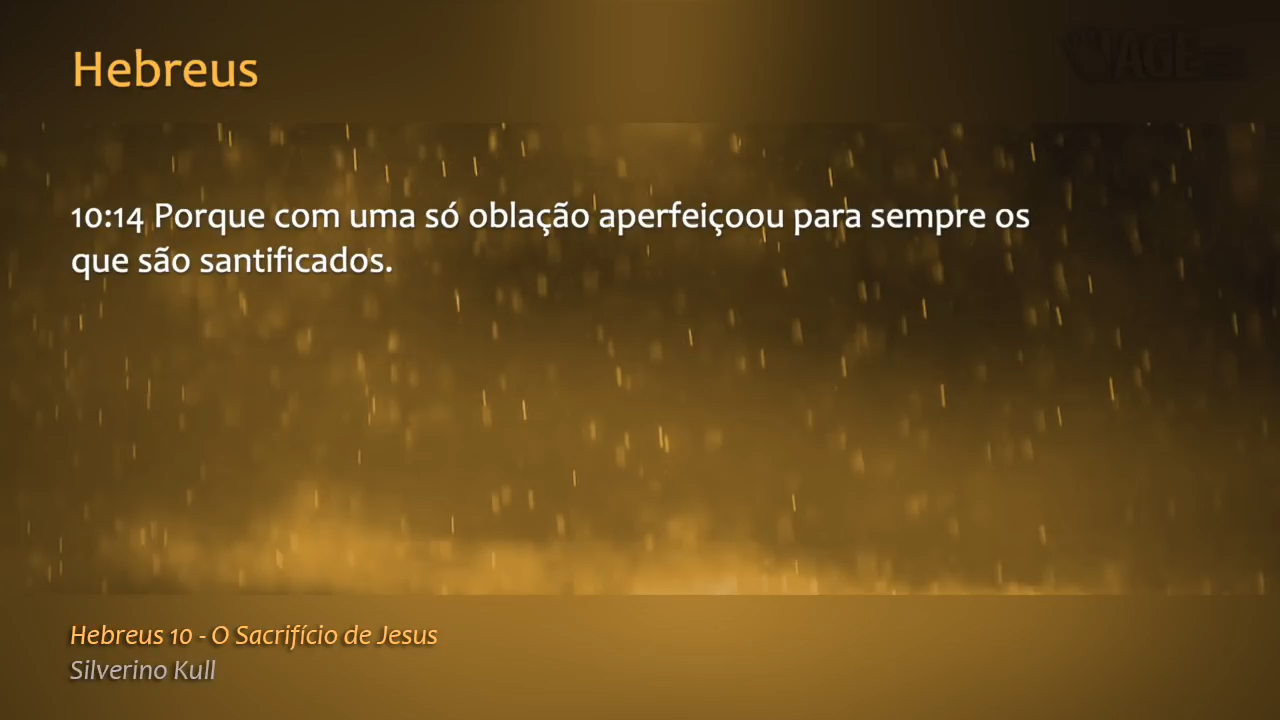 Hebreus
10:14 Porque com uma só oblação aperfeiçoou para sempre os
que são santificados.
Hebreus 10 - O Sacrifício de Jesus
Silverino Kull